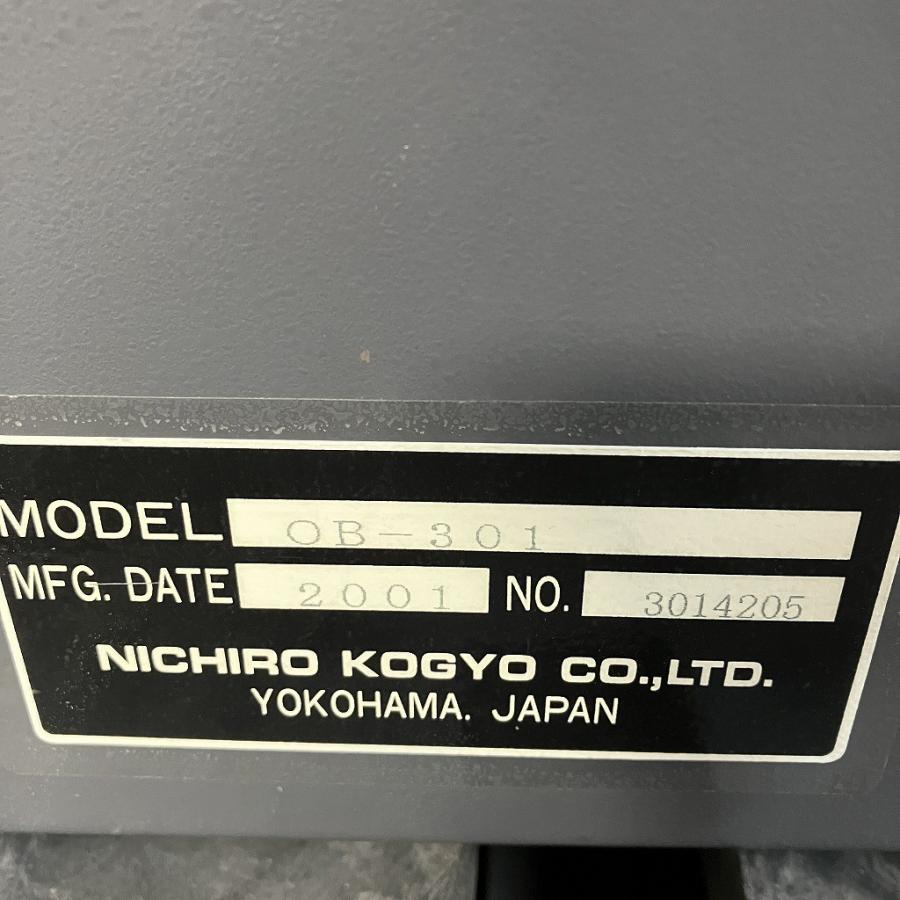 MODEL OB-301
MFG. DATE 2001 NO. 3014205
NICHIRO KOGYO CO.,LTD.
YOKOHAMA. JAPAN